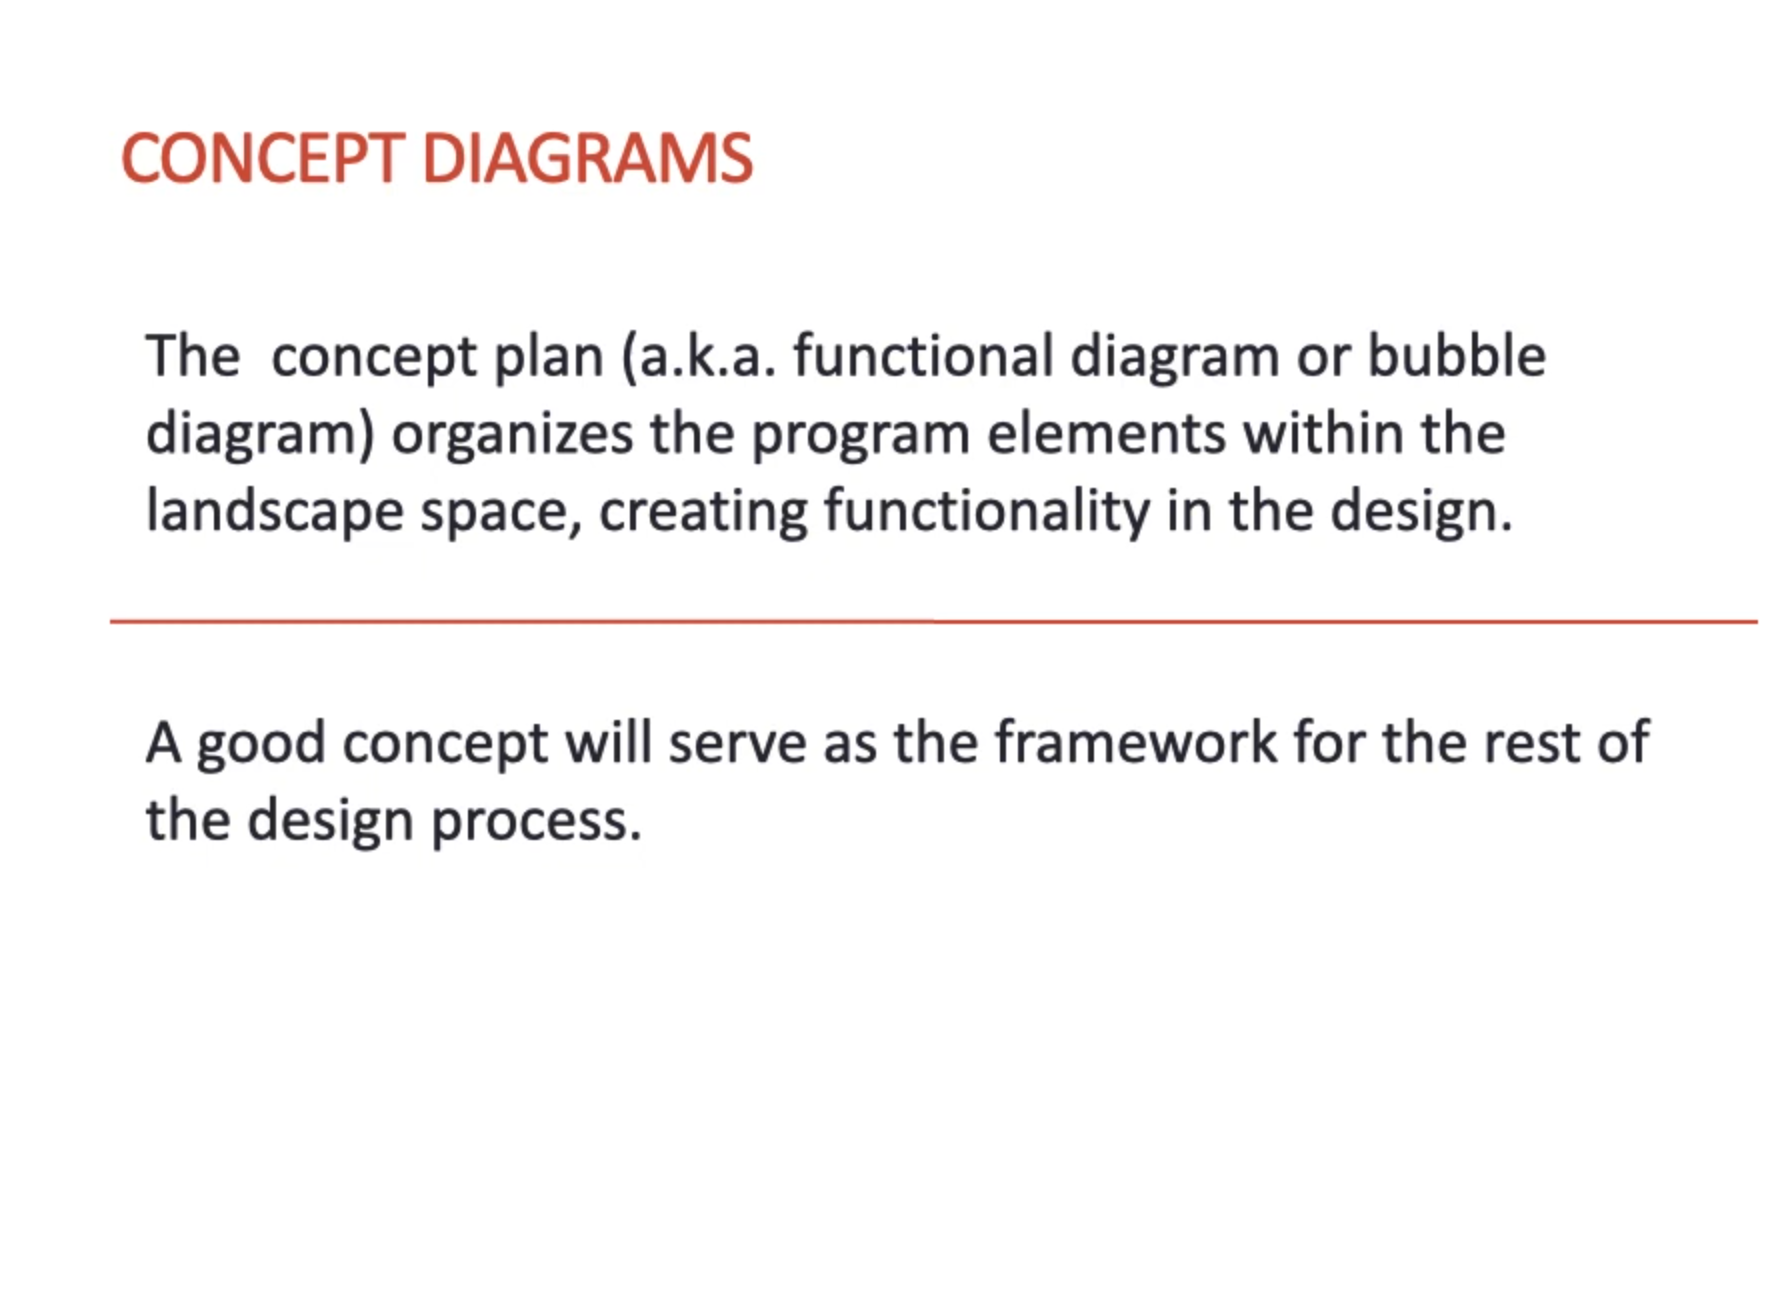 CONCEPT DIAGRAMS
The  concept plan (a.k.a. functional diagram or bubble
diagram) organizes the program elements within the
landscape space, creating functionality in the design.
A good concept will serve as the framework for the rest of
the design process.